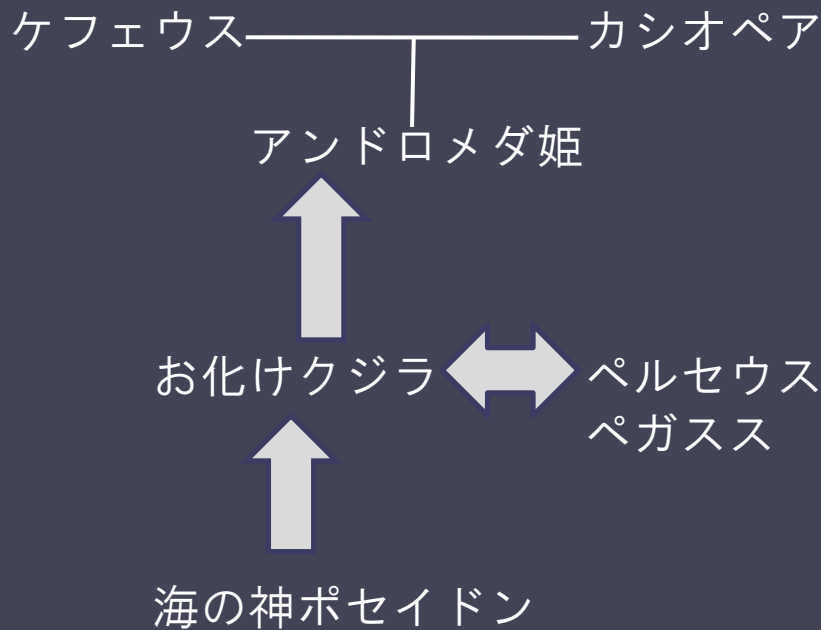 ケフェウス
カシオペア
アンドロメダ姫
お化けクジラ
ペルセウス
ペガスス
海の神ポセイドン